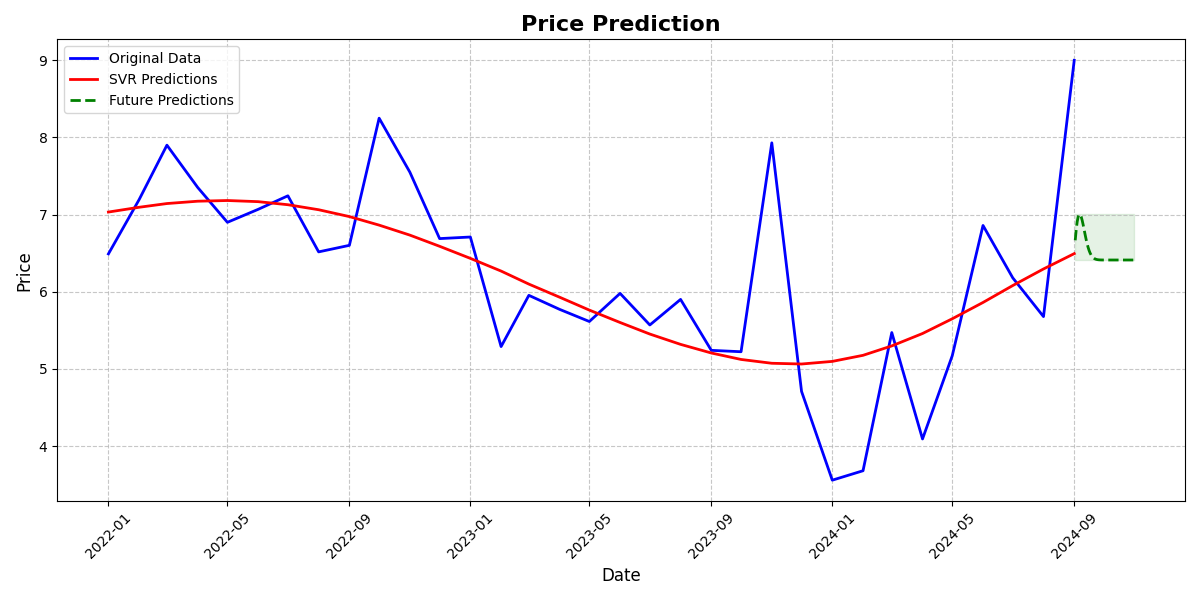 Price Prediction
Original Data
SVR Predictions
Future Predictions
Price
9
8
7
6
5
4
2022-01
2022-05
2022-09
2023-01
2023-05
2023-09
2024-01
2024-05
2024-09
Date